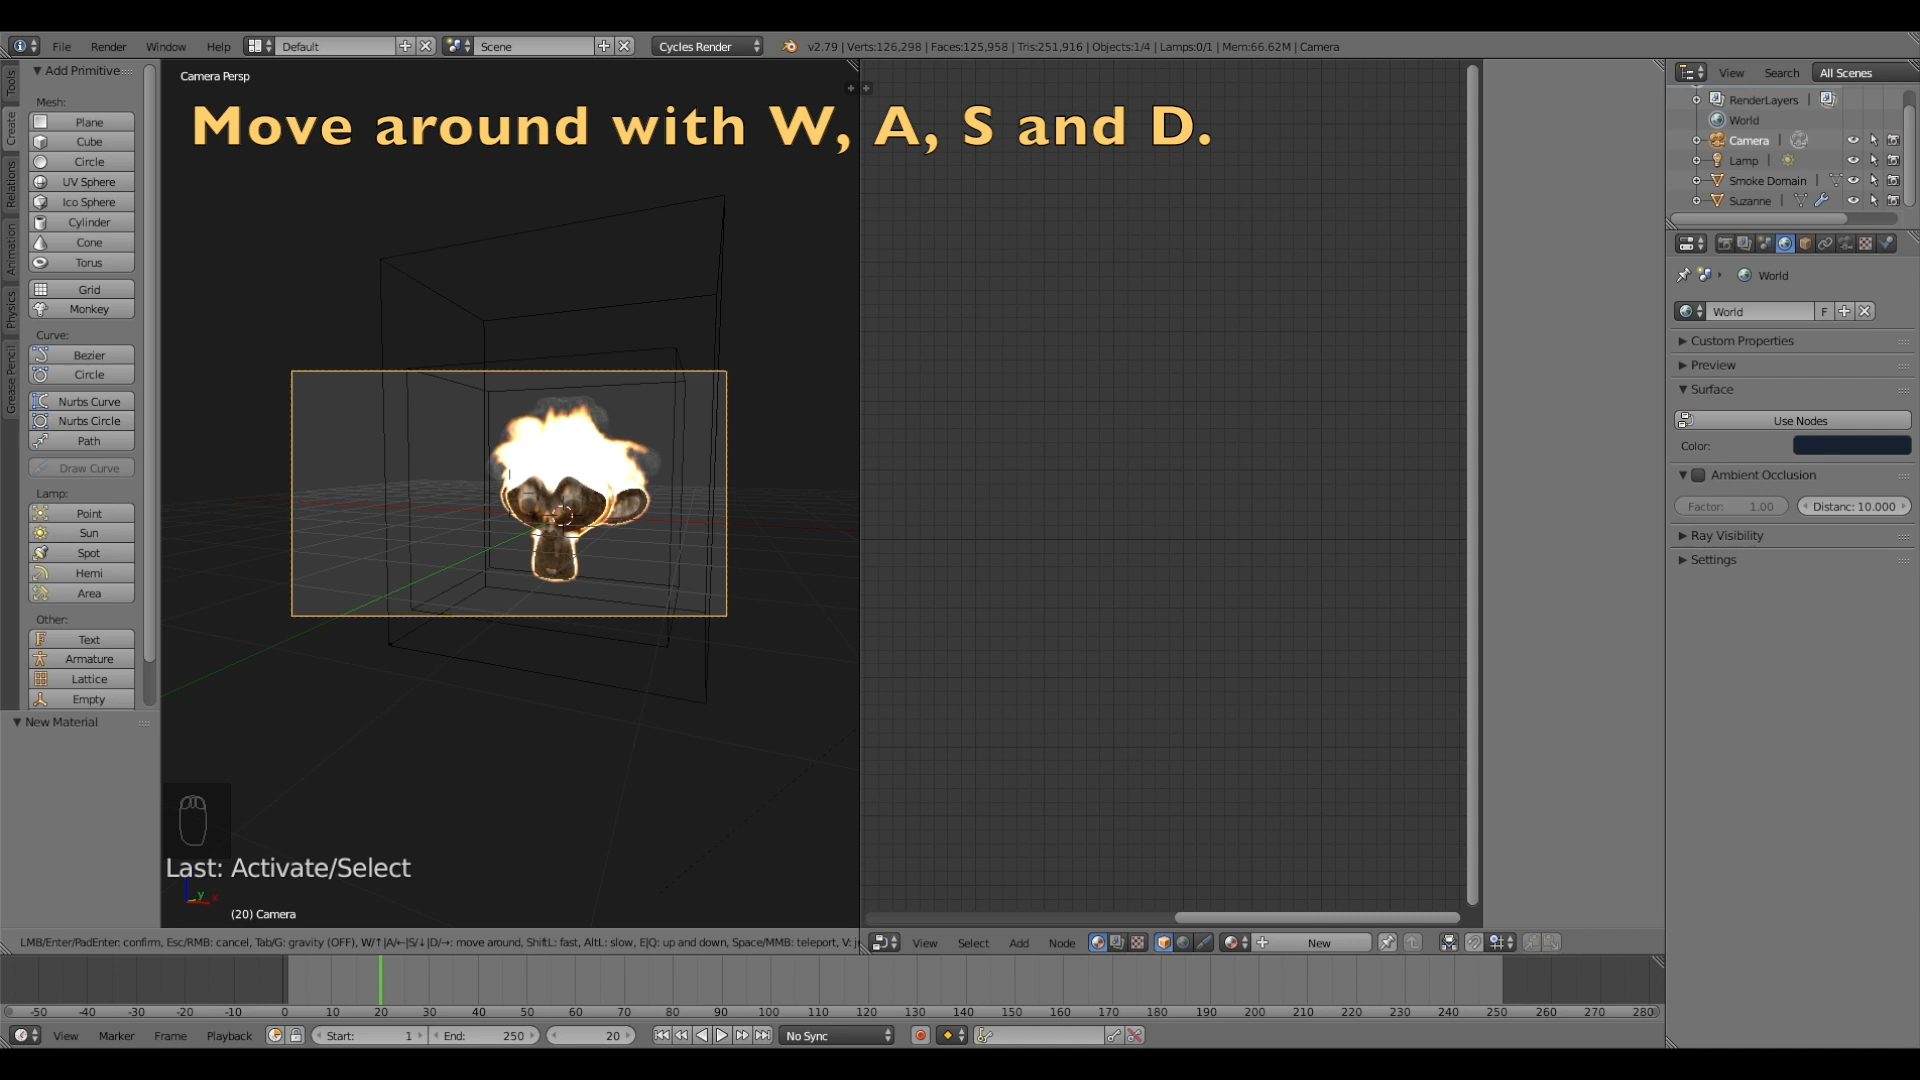 File Render Window Help Default Scene Cycles Render v2.79 | Verts:126,298 | Faces:125,958 | Tris:251,916 | Objects:1/4 | Lamps:0/1 | Mem:66.62M | Camera
Tools
Create
Relations
Animation
Physics
Grease Pencil
Add Primitive
Mesh:
Plane
Cube
Circle
UV Sphere
Ico Sphere
Cylinder
Cone
Torus
Grid
Monkey
Curve:
Bezier
Circle
Nurbs Curve
Nurbs Circle
Path
Draw Curve
Lamp:
Point
Sun
Spot
Hemi
Area
Other:
Text
Armature
Lattice
Empty
New Material
Camera Persp
Move around with W, A, S and D.
Last: Activate/Select
(20) Camera
LMB/Enter/PadEnter: confirm, Esc/RMB: cancel, Tab/G: gravity (OFF), W/↑|A/←|S/↓|D/→: move around, ShiftL: fast, AltL: slow, E|Q: up and down, Space/MMB: teleport, V:
View Select Add Node New
View Search All Scenes
RenderLayers |
World
Camera |
Lamp |
Smoke Domain |
Suzanne |
World
World F
Custom Properties
Preview
Surface
Use Nodes
Color:
Ambient Occlusion
Factor: 1.00 Distanc: 10.000
Ray Visibility
Settings
-50 -40 -30 -20 -10 0 10 20 30 40 50 60 70 80 90 100 110 120 130 140 150 160 170 180 190 200 210 220 230 240 250 260 270 280
View Marker Frame Playback Start: 1 End: 250 20 No Sync